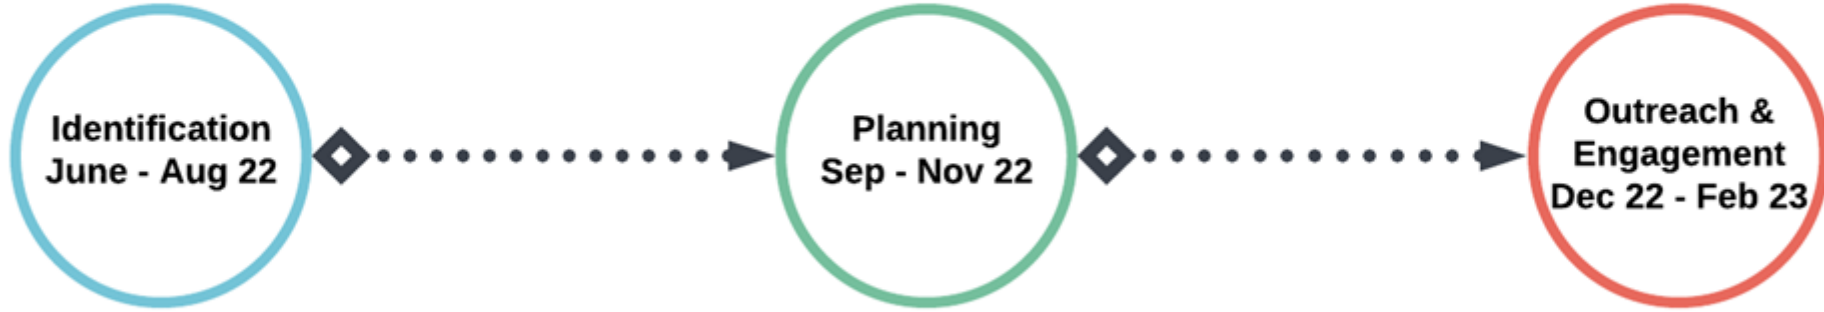 Identification
June - Aug 22
Planning
Sep - Nov 22
Outreach &
Engagement
Dec 22 - Feb 23